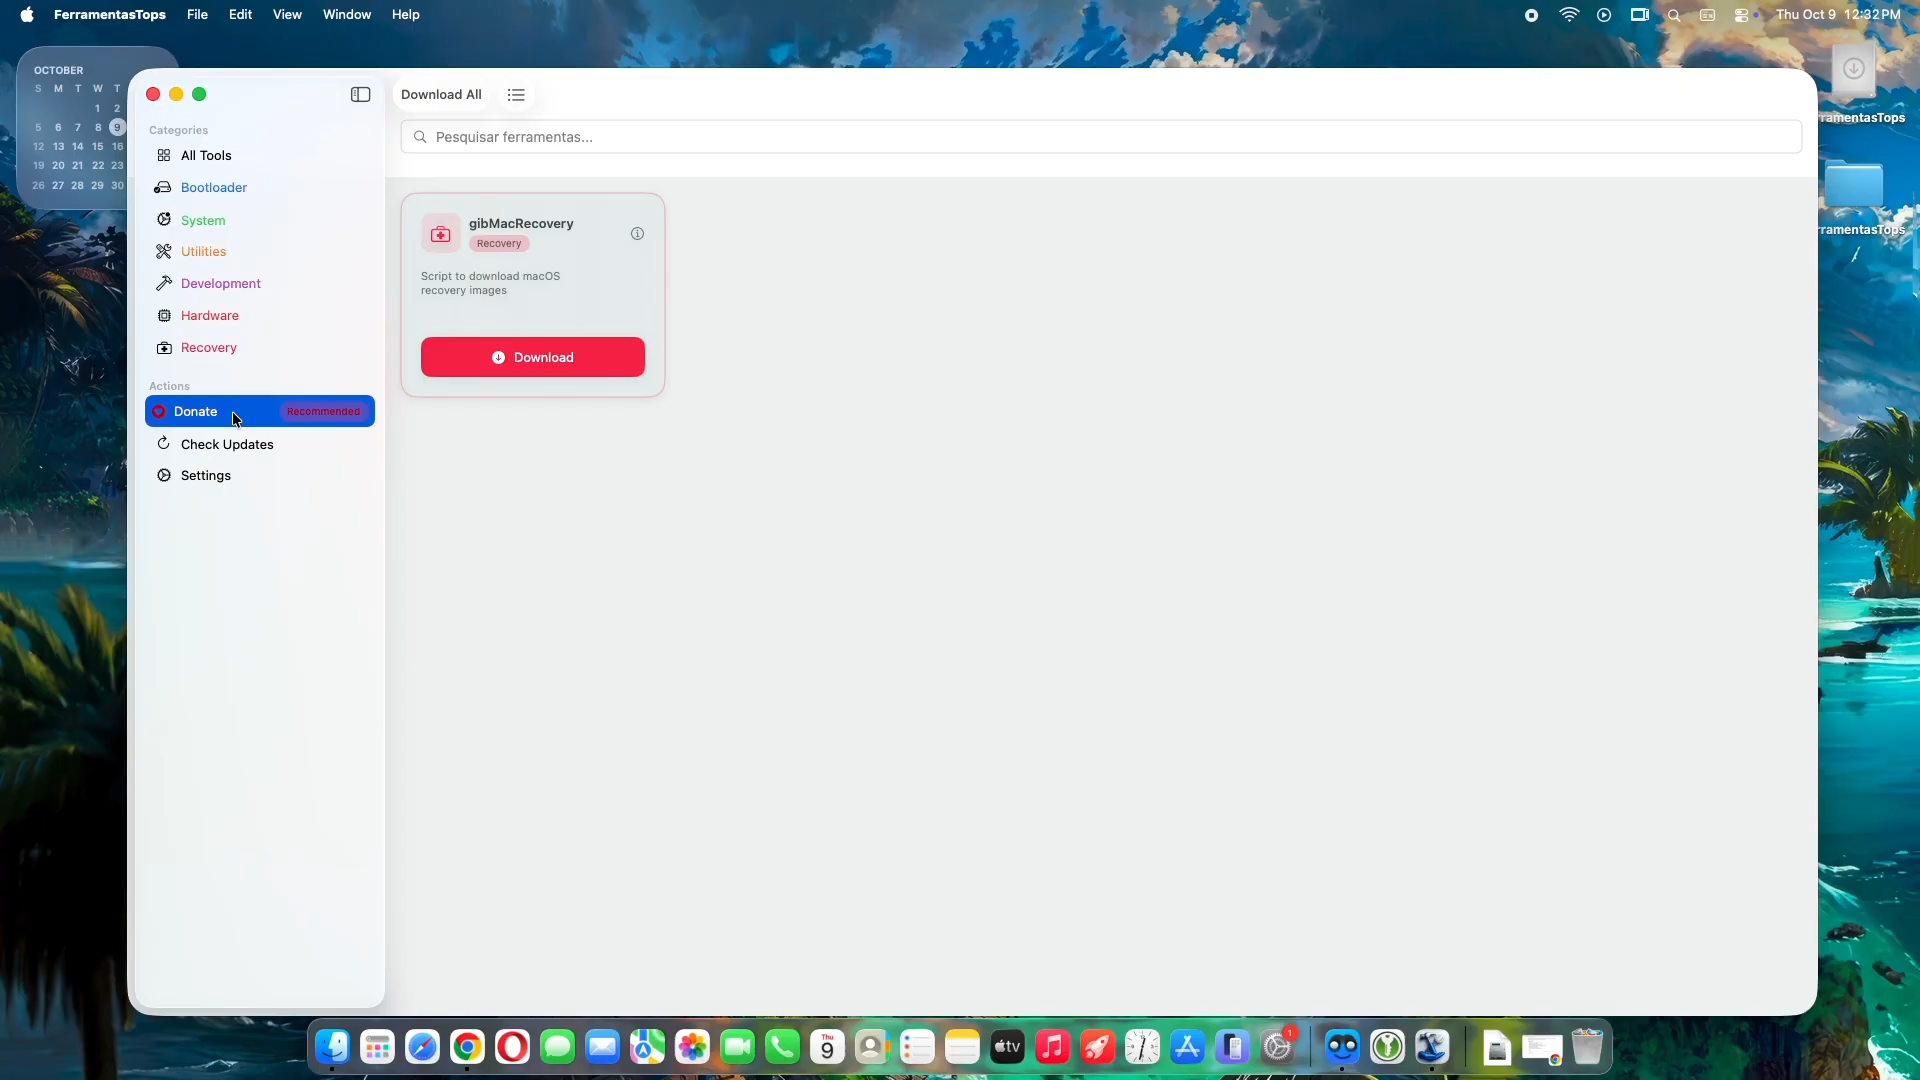 FerramentasTops File Edit View Window Help
Thu Oct 9 12:32 PM
OCTOBER
S M T W T
1 2
5 6 7 8 9
12 13 14 15 16
19 20 21 22 23
26 27 28 29 30
Download All
Pesquisar ferramentas...
Categories
All Tools
Bootloader
System
Utilities
Development
Hardware
Recovery
Actions
Donate Recommended
Check Updates
Settings
gibMacRecovery
Recovery
Script to download macOS
recovery images
Download
ramentasTops
ramentasTops
Thu
9
tv
1